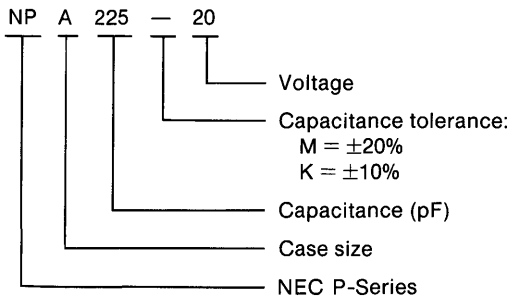 NP A 225 — 20
Voltage
Capacitance tolerance:
M = ±20%
K = ±10%
Capacitance (pF)
Case size
NEC P-Series